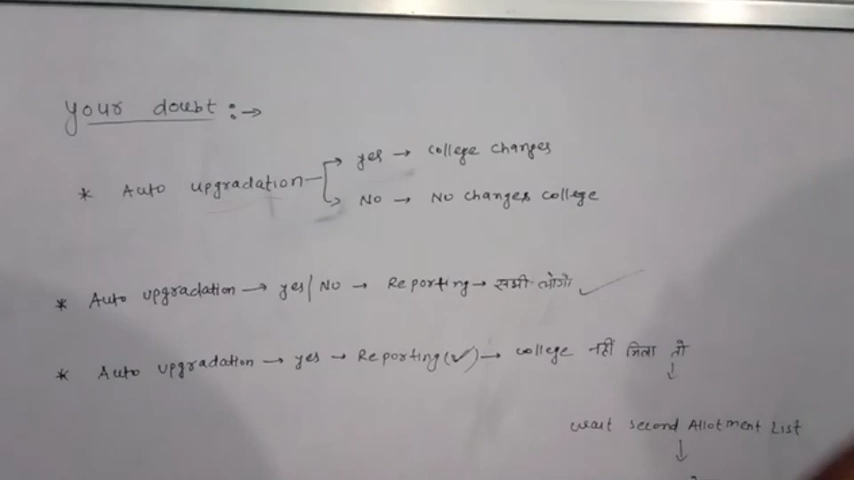 Your doubt :→
* Auto upgradation → yes → college changes
→ No → No changes college
* Auto upgradation → yes/No → Reporting → सभी लोगो ✓
* Auto upgradation → yes → Reporting (✓) → college नहीं मिला तो
↓
wait second Allotment List
↓